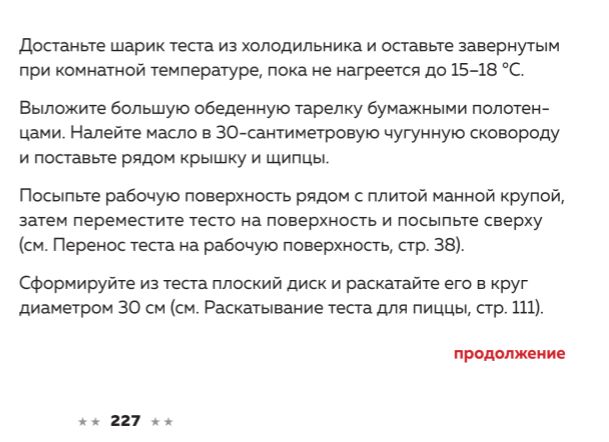 Достаньте шарик теста из холодильника и оставьте завернутым
при комнатной температуре, пока не нагреется до 15–18 °C.
Выложите большую обеденную тарелку бумажными полотен-
цами. Налейте масло в 30-сантиметровую чугунную сковороду
и поставьте рядом крышку и щипцы.
Посыпьте рабочую поверхность рядом с плитой манной крупой,
затем переместите тесто на поверхность и посыпьте сверху
(см. Перенос теста на рабочую поверхность, стр. 38).
Сформируйте из теста плоский диск и раскатайте его в круг
диаметром 30 см (см. Раскатывание теста для пиццы, стр. 111).
продолжение
★★ 227 ★★